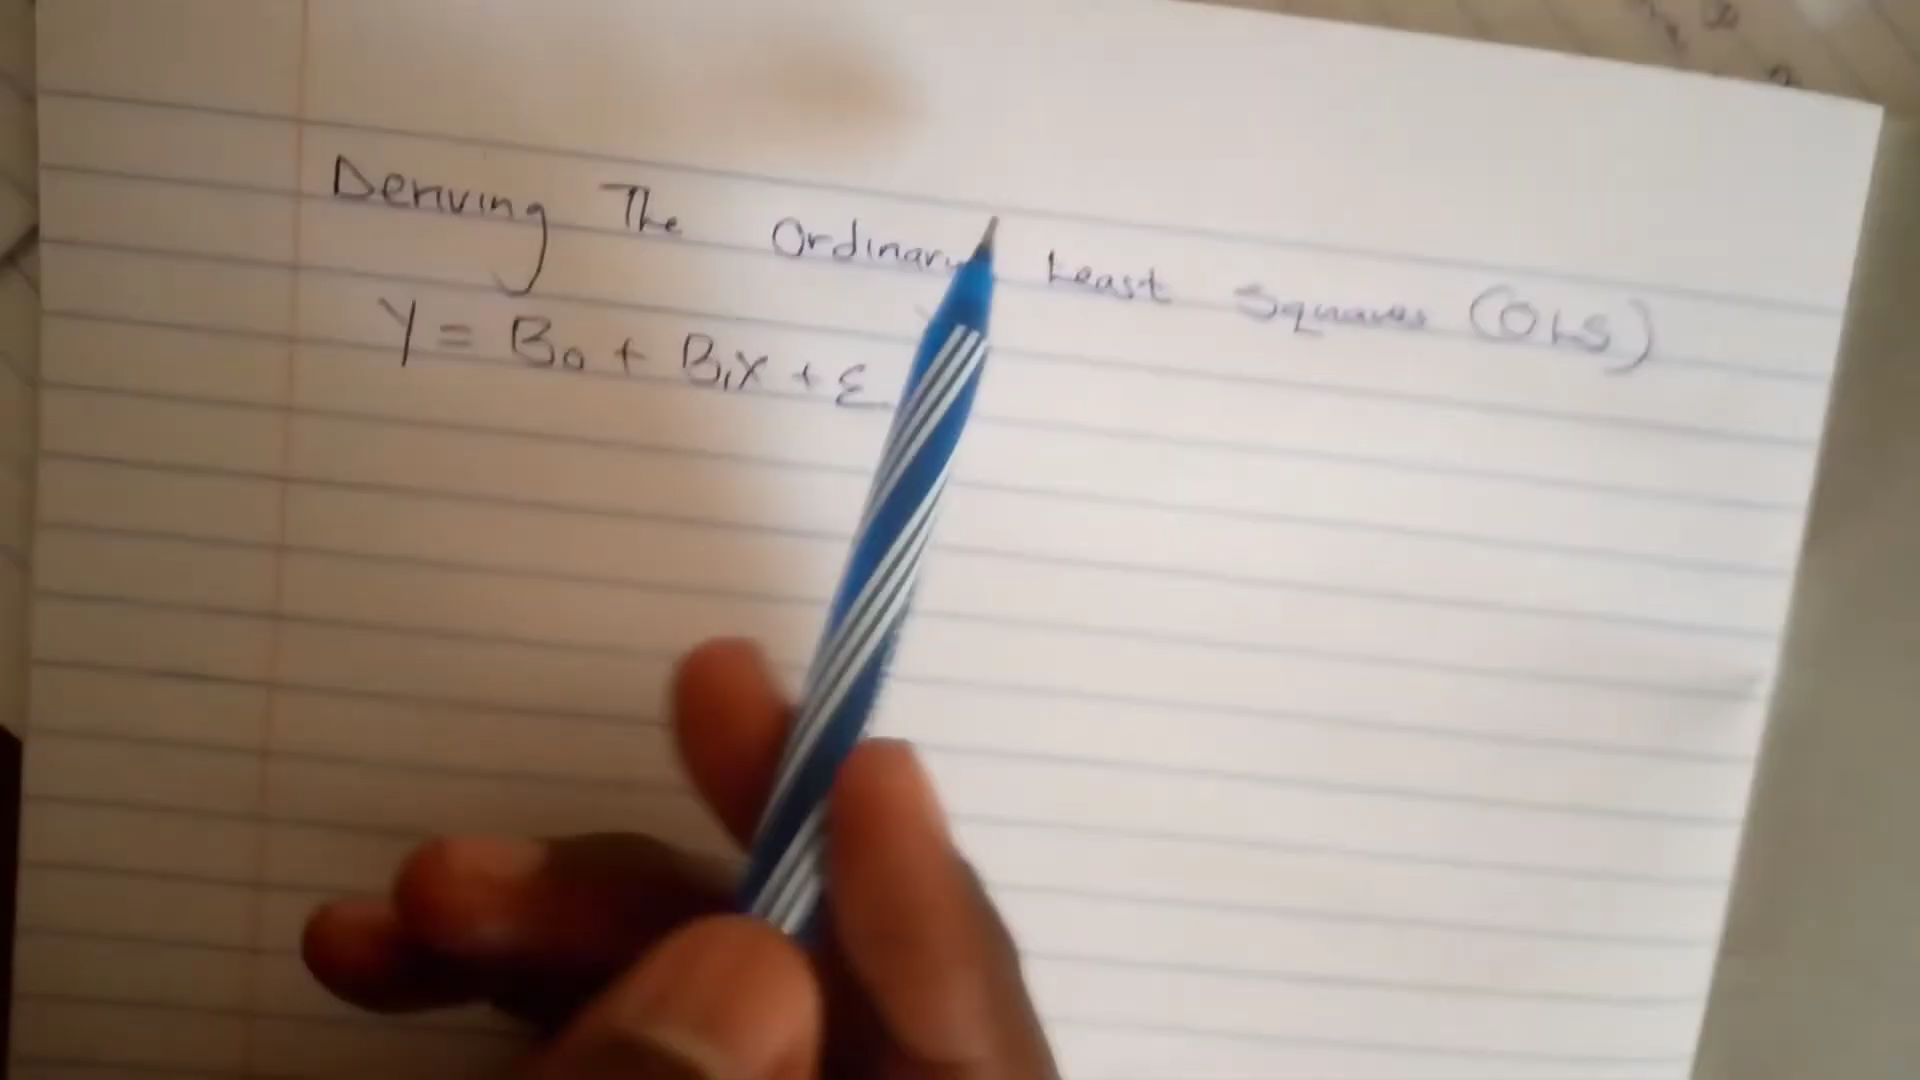 Deriving The Ordinary Least Squares (OLS)
Y = B₀ + B₁X + ε